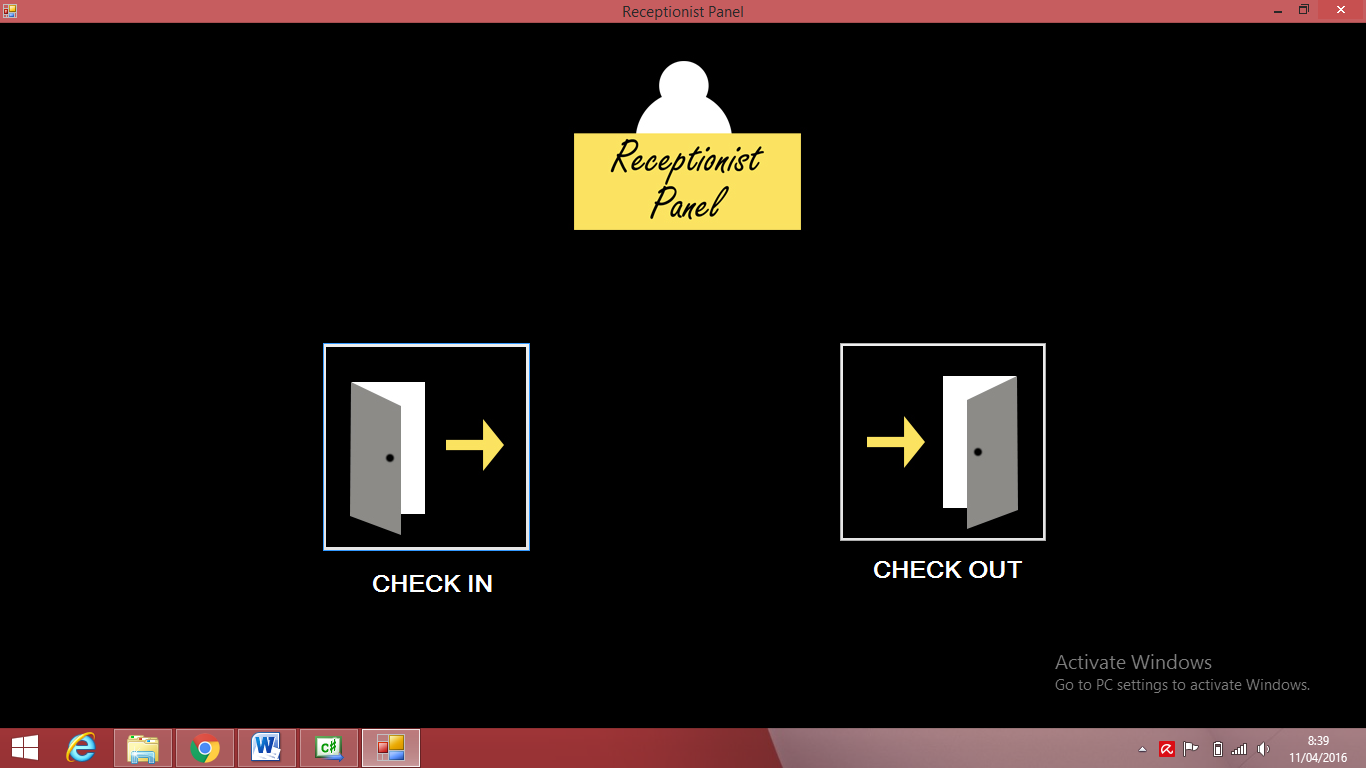 Receptionist Panel
Receptionist
Panel
CHECK IN
CHECK OUT
Activate Windows
Go to PC settings to activate Windows.
C#
8:39
11/04/2016